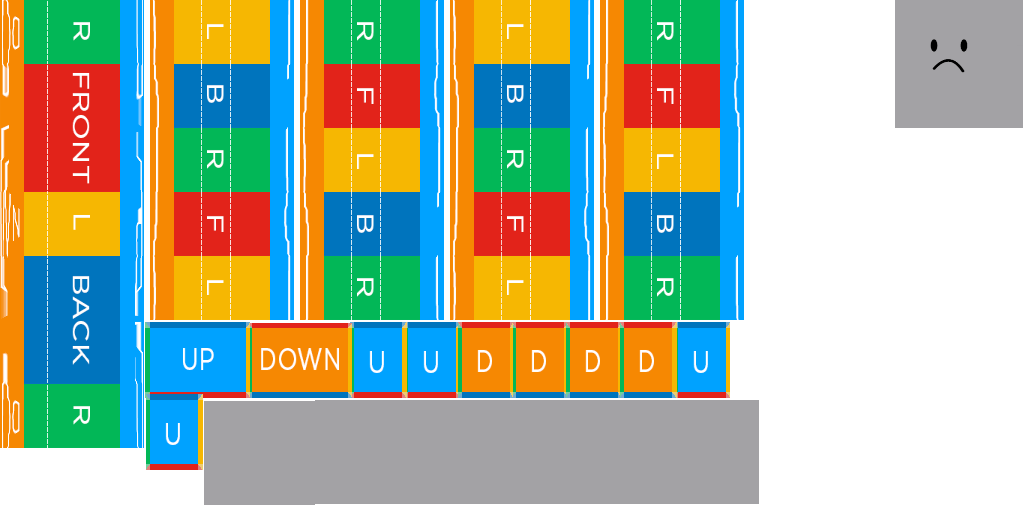 R FRONT L BACK R
L B R F L
R F L B R
L B R F L
R F L B R
UP DOWN U U D D D D U
U